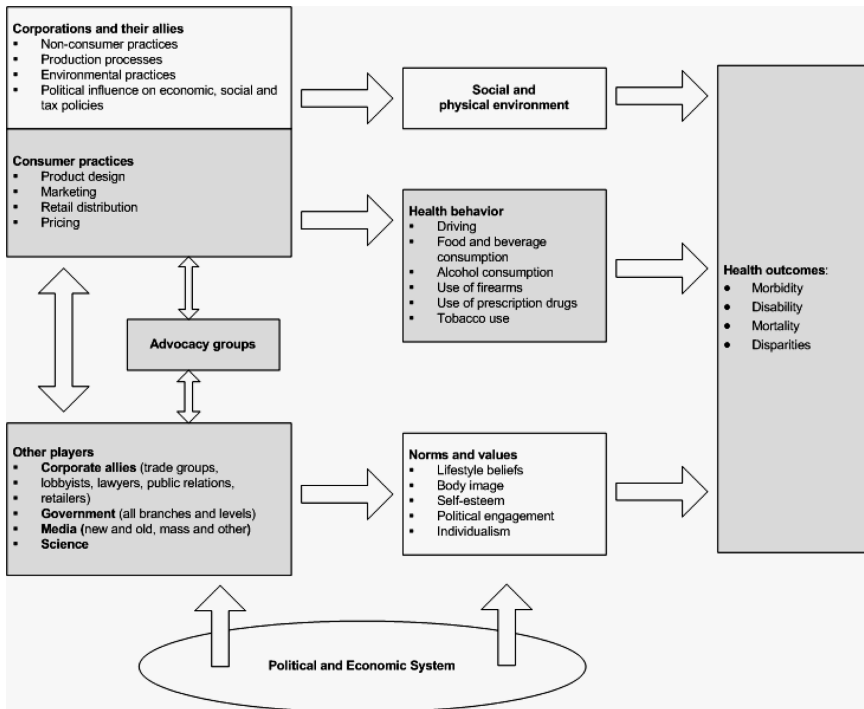 Corporations and their allies
▪ Non-consumer practices
▪ Production processes
▪ Environmental practices
▪ Political influence on economic, social and
tax policies
Consumer practices
▪ Product design
▪ Marketing
▪ Retail distribution
▪ Pricing
Advocacy groups
Other players
▪ Corporate allies (trade groups,
▪ lobbyists, lawyers, public relations,
▪ retailers)
▪ Government (all branches and levels)
▪ Media (new and old, mass and other)
▪ Science
Social and
physical environment
Health behavior
▪ Driving
▪ Food and beverage
consumption
▪ Alcohol consumption
▪ Use of firearms
▪ Use of prescription drugs
▪ Tobacco use
Norms and values
▪ Lifestyle beliefs
▪ Body image
▪ Self-esteem
▪ Political engagement
▪ Individualism
Health outcomes:
● Morbidity
● Disability
● Mortality
● Disparities
Political and Economic System